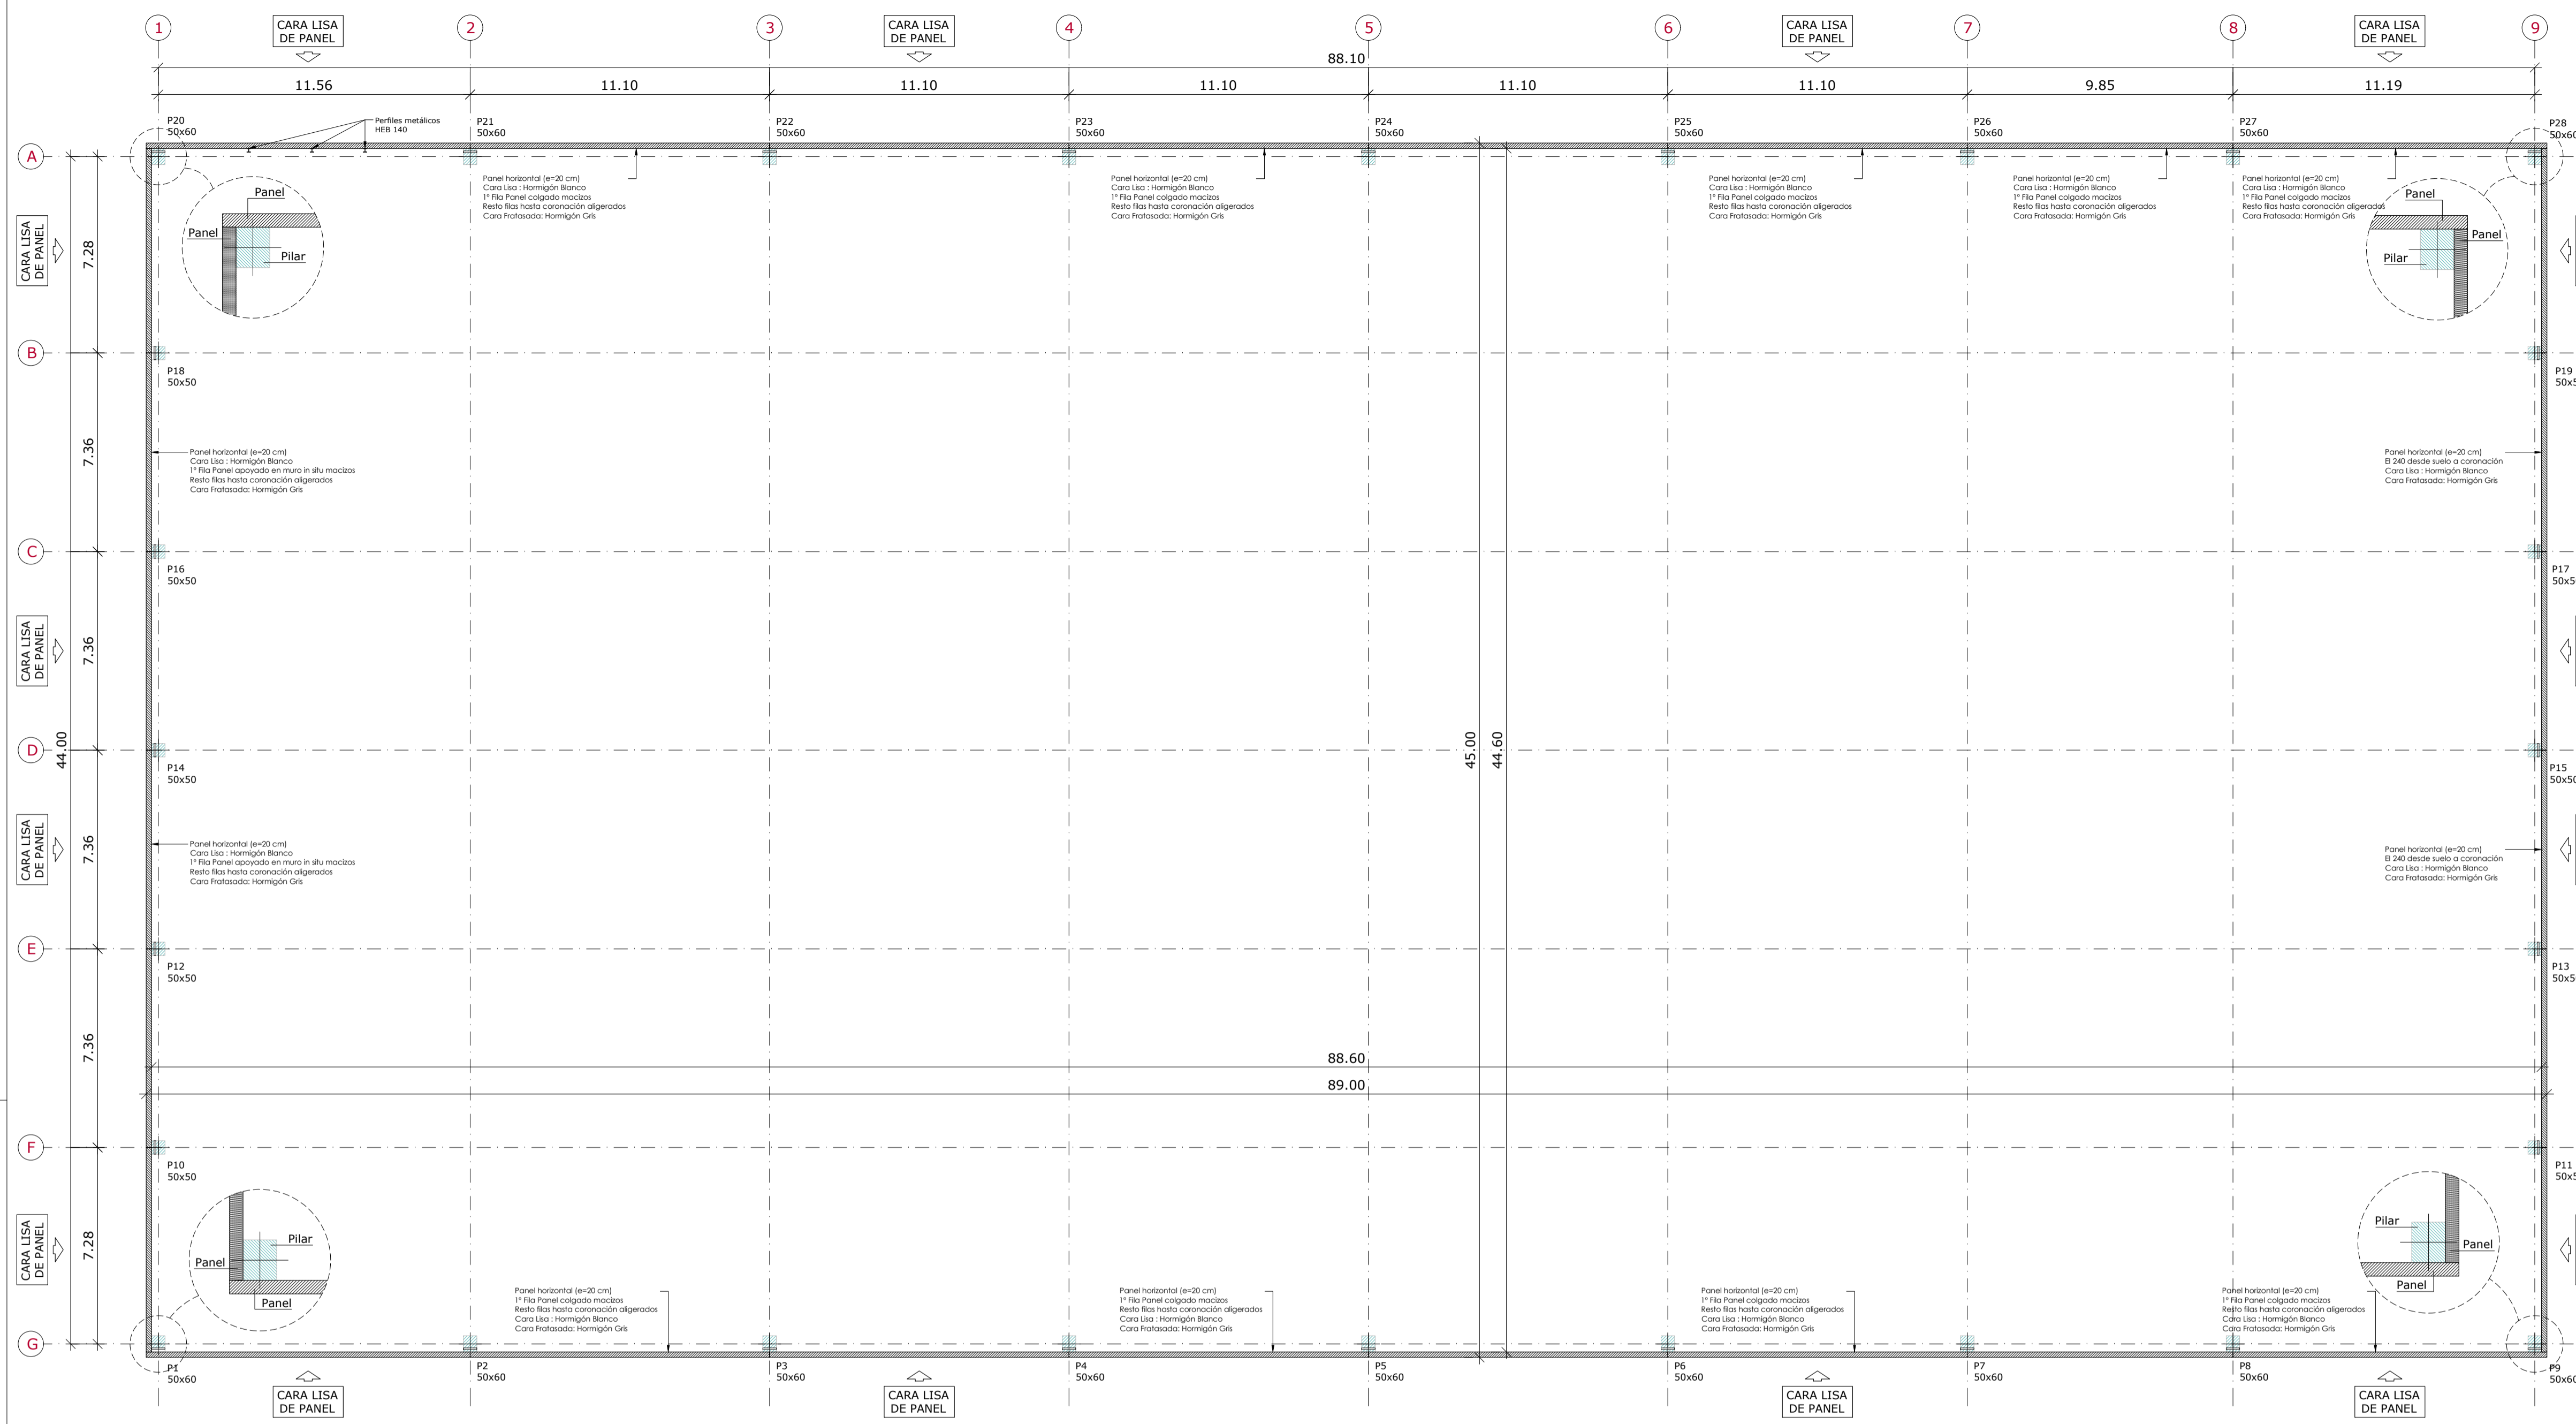 1
CARA LISA
DE PANEL
2
3
CARA LISA
DE PANEL
4
5
6
CARA LISA
DE PANEL
7
8
CARA LISA
DE PANEL
9
88.10
11.56
11.10
11.10
11.10
11.10
11.10
9.85
11.19
P20
50x60
Perfiles metálicos
HEB 140
P21
50x60
P22
50x60
P23
50x60
P24
50x60
P25
50x60
P26
50x60
P27
50x60
P28
50x60
A
Panel
Panel
Pilar
Panel horizontal (e=20 cm)
Cara Lisa : Hormigón Blanco
1º Fila Panel colgado macizos
Resto filas hasta coronación aligerados
Cara Fratasada: Hormigón Gris
Panel horizontal (e=20 cm)
Cara Lisa : Hormigón Blanco
1º Fila Panel colgado macizos
Resto filas hasta coronación aligerados
Cara Fratasada: Hormigón Gris
Panel horizontal (e=20 cm)
Cara Lisa : Hormigón Blanco
1º Fila Panel colgado macizos
Resto filas hasta coronación aligerados
Cara Fratasada: Hormigón Gris
Panel horizontal (e=20 cm)
Cara Lisa : Hormigón Blanco
1º Fila Panel colgado macizos
Resto filas hasta coronación aligerados
Cara Fratasada: Hormigón Gris
Panel horizontal (e=20 cm)
Cara Lisa : Hormigón Blanco
1º Fila Panel colgado macizos
Resto filas hasta coronación aligerados
Cara Fratasada: Hormigón Gris
Panel
Panel
Pilar
CARA LISA
DE PANEL
7.28
B
P18
50x50
P19
50x5
7.36
Panel horizontal (e=20 cm)
Cara Lisa : Hormigón Blanco
1º Fila Panel apoyado en muro in situ macizos
Resto filas hasta coronación aligerados
Cara Fratasada: Hormigón Gris
Panel horizontal (e=20 cm)
EI 240 desde suelo a coronación
Cara Lisa : Hormigón Blanco
Cara Fratasada: Hormigón Gris
C
P16
50x50
P17
50x50
CARA LISA
DE PANEL
7.36
D
44.00
45.00
44.60
P14
50x50
P15
50x50
CARA LISA
DE PANEL
7.36
Panel horizontal (e=20 cm)
Cara Lisa : Hormigón Blanco
1º Fila Panel apoyado en muro in situ macizos
Resto filas hasta coronación aligerados
Cara Fratasada: Hormigón Gris
Panel horizontal (e=20 cm)
EI 240 desde suelo a coronación
Cara Lisa : Hormigón Blanco
Cara Fratasada: Hormigón Gris
E
P12
50x50
P13
50x5
7.36
88.60
89.00
F
P10
50x50
P11
50x5
CARA LISA
DE PANEL
7.28
Pilar
Panel
Panel
Panel horizontal (e=20 cm)
1º Fila Panel colgado macizos
Resto filas hasta coronación aligerados
Cara Lisa : Hormigón Blanco
Cara Fratasada: Hormigón Gris
Panel horizontal (e=20 cm)
1º Fila Panel colgado macizos
Resto filas hasta coronación aligerados
Cara Lisa : Hormigón Blanco
Cara Fratasada: Hormigón Gris
Panel horizontal (e=20 cm)
1º Fila Panel colgado macizos
Resto filas hasta coronación aligerados
Cara Lisa : Hormigón Blanco
Cara Fratasada: Hormigón Gris
Panel horizontal (e=20 cm)
1º Fila Panel colgado macizos
Resto filas hasta coronación aligerados
Cara Lisa : Hormigón Blanco
Cara Fratasada: Hormigón Gris
Pilar
Panel
Panel
G
P1
50x60
P2
50x60
P3
50x60
P4
50x60
P5
50x60
P6
50x60
P7
50x60
P8
50x60
P9
50x60
CARA LISA
DE PANEL
CARA LISA
DE PANEL
CARA LISA
DE PANEL
CARA LISA
DE PANEL